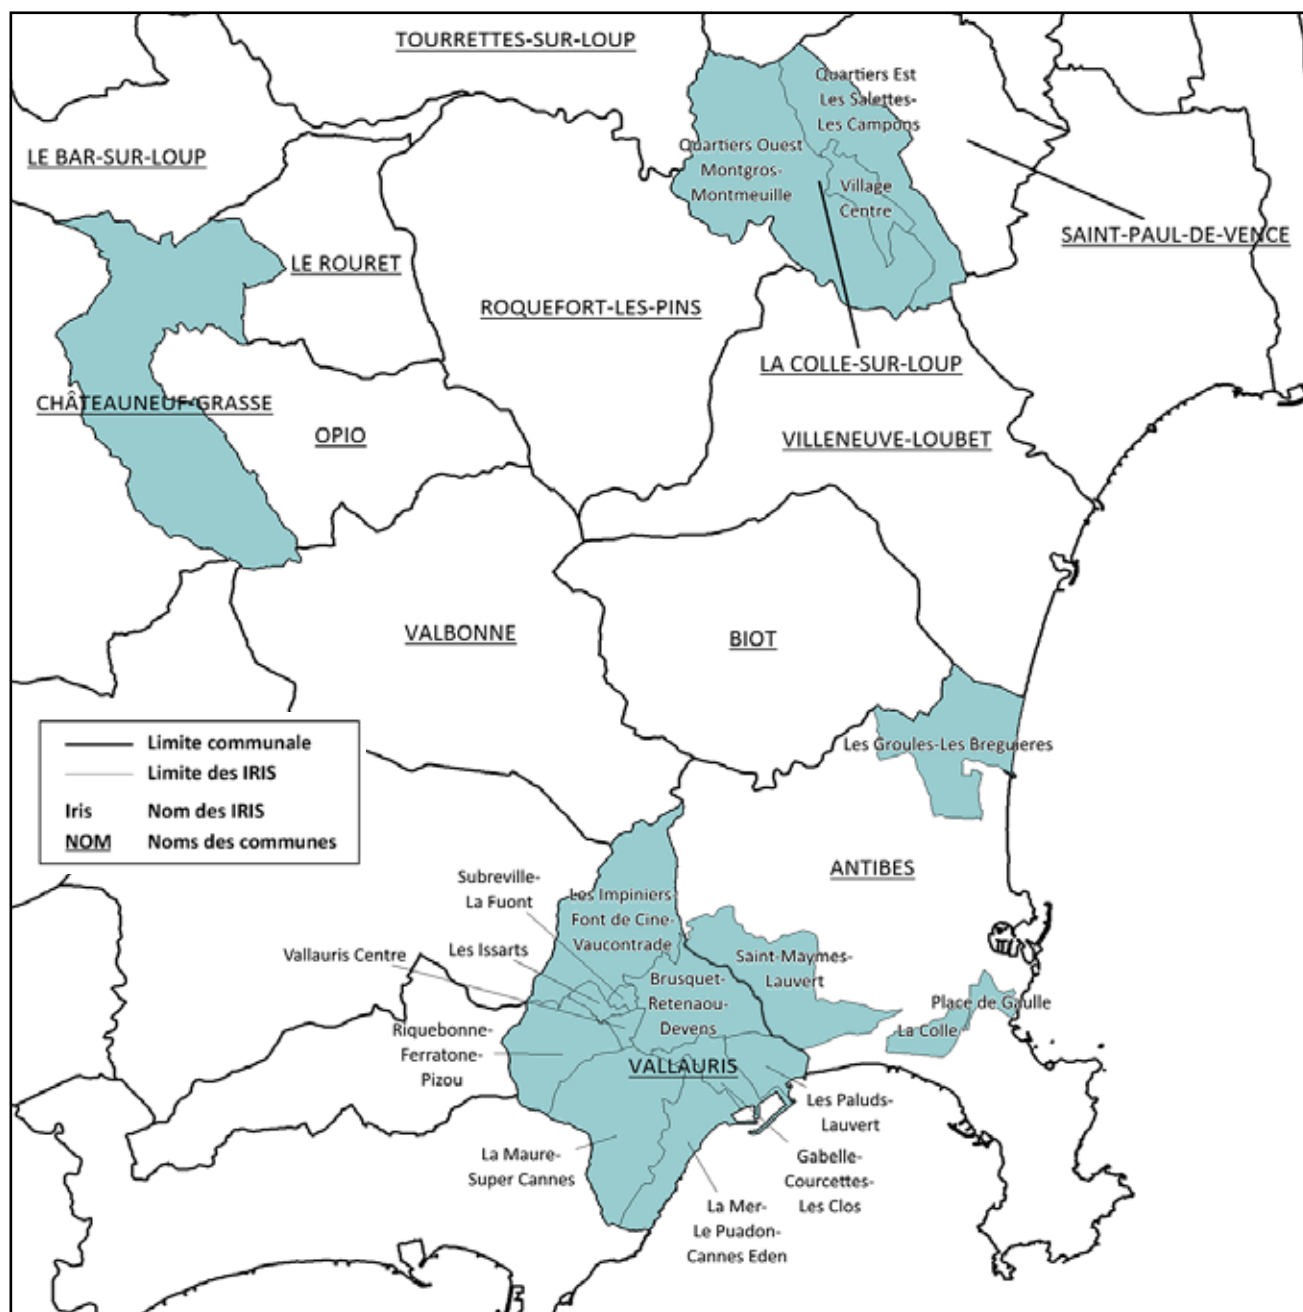 TOURRETTES-SUR-LOUP
Quartiers Est
Les Salettes-
Les Campons
LE BAR-SUR-LOUP
Quartiers Ouest
Montgros-
Montmeuille
Village
Centre
SAINT-PAUL-DE-VENCE
LE ROURET
ROQUEFORT-LES-PINS
LA COLLE-SUR-LOUP
CHÂTEAUNEUF-GRASSE
OPIO
VILLENEUVE-LOUBET
VALBONNE
BIOT
Les Groules-Les Breguieres
Limite communale
Limite des IRIS
Iris Nom des IRIS
NOM Noms des communes
ANTIBES
Subreville-
La Fuont
Les Impiniers-
Font de Cine-
Vaucontrade
Les Issarts
Vallauris Centre
Saint-Maymes-
Lauvert
Brusquet-
Retenaou-
Devens
Place de Gaulle
La Colle
Riquebonne-
Ferratone-
Pizou
VALLAURIS
Les Paluds-
Lauvert
La Maure-
Super Cannes
Gabelle-
Courcettes-
Les Clos
La Mer-
Le Puadon-
Cannes Eden